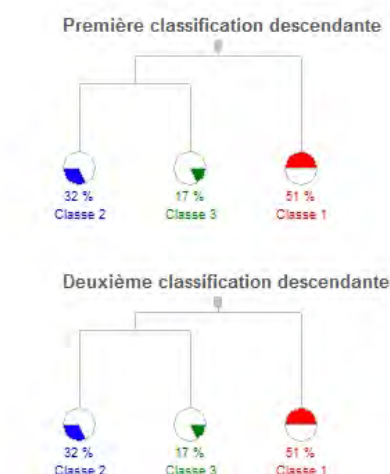 Première classification descendante
32 % 17 % 51 %
Classe 2 Classe 3 Classe 1
Deuxième classification descendante
32 % 17 % 51 %
Classe 2 Classe 3 Classe 1